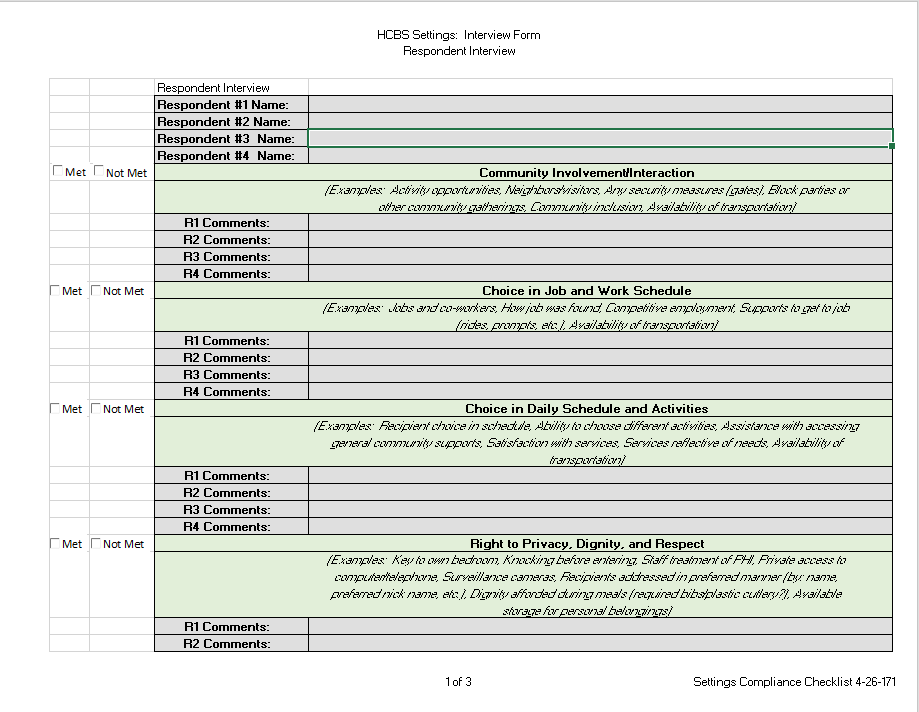 HCBS Settings: Interview Form
Respondent Interview
Respondent Interview
Respondent #1 Name:
Respondent #2 Name:
Respondent #3 Name:
Respondent #4 Name:
Met Not Met Community Involvement/Interaction
(Examples: Activity opportunities, Neighbors/visitors, Any security measures (gates), Block parties or
other community gatherings, Community inclusion, Availability of transportation)
R1 Comments:
R2 Comments:
R3 Comments:
R4 Comments:
Met Not Met Choice in Job and Work Schedule
(Examples: Jobs and co-workers, How job was found, Competitive employment, Supports to get to job
(rides, prompts, etc.), Availability of transportation)
R1 Comments:
R2 Comments:
R3 Comments:
R4 Comments:
Met Not Met Choice in Daily Schedule and Activities
(Examples: Recipient choice in schedule, Ability to choose different activities, Assistance with accessing
general community supports, Satisfaction with services, Services reflective of needs, Availability of
transportation)
R1 Comments:
R2 Comments:
R3 Comments:
R4 Comments:
Met Not Met Right to Privacy, Dignity, and Respect
(Examples: Key to own bedroom, Knocking before entering, Staff treatment of PHI, Private access to
computer/telephone, Surveillance cameras, Recipients addressed in preferred manner (by: name,
preferred nick name, etc.), Dignity afforded during meals (required bibs/plastic cutlery?), Available
storage for personal belongings)
R1 Comments:
R2 Comments:
1 of 3 Settings Compliance Checklist 4-26-171